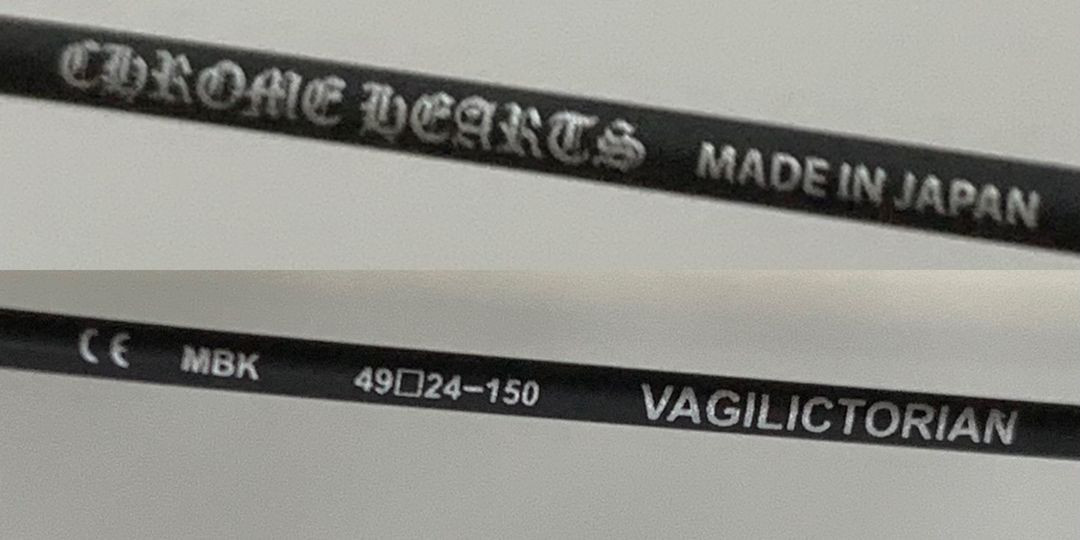 CHROME HEARTS MADE IN JAPAN
CE MBK 49□24-150 VAGILICTORIAN